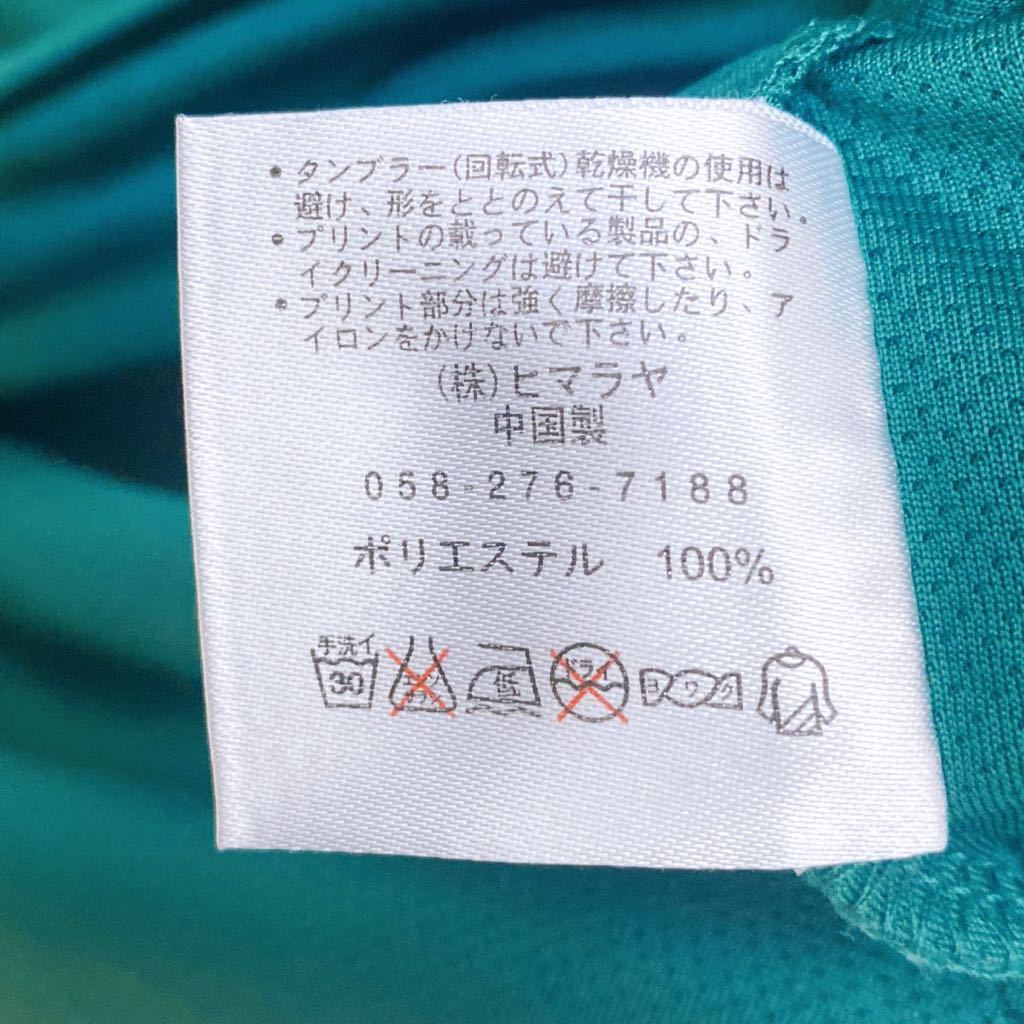 • タンブラー(回転式)乾燥機の使用は
避け、形をととのえて干して下さい。
• プリントの載っている製品の、ドラ
イクリーニングは避けて下さい。
• プリント部分は強く摩擦したり、ア
イロンをかけないで下さい。
(株)ヒマラヤ
中国製
058-276-7188
ポリエステル 100%
手洗イ 30 エンソ 低 ドライ ヨワク